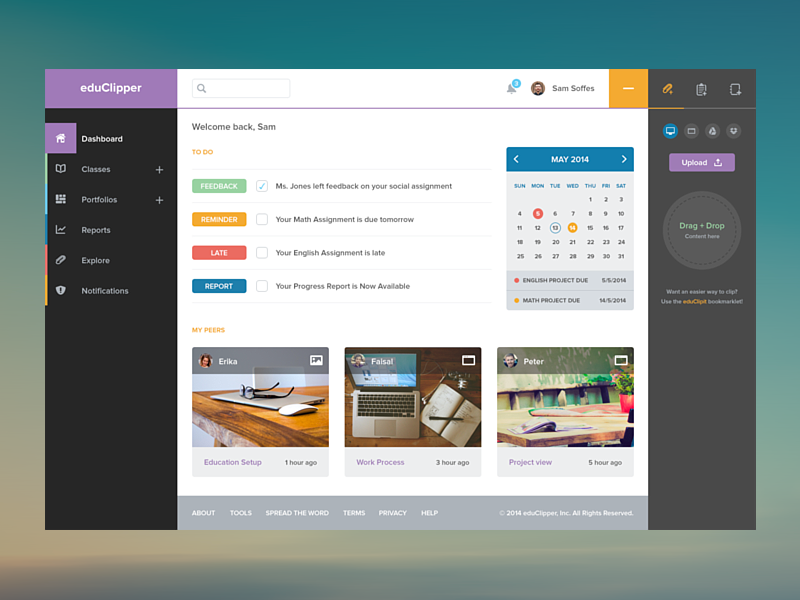 eduClipper
Dashboard
Classes
Portfolios
Reports
Explore
Notifications
3
Sam Soffes
Welcome back, Sam
TO DO
FEEDBACK Ms. Jones left feedback on your social assignment
REMINDER Your Math Assignment is due tomorrow
LATE Your English Assignment is late
REPORT Your Progress Report is Now Available
MAY 2014
SUN MON TUE WED THU FRI SAT
1 2 3
4 5 6 7 8 9 10
11 12 13 14 15 16 17
18 19 20 21 22 23 24
25 26 27 28 29 30 31
ENGLISH PROJECT DUE 5/5/2014
MATH PROJECT DUE 14/5/2014
MY PEERS
Erika
Education Setup 1 hour ago
Faisal
Work Process 3 hour ago
Peter
Project view 5 hour ago
ABOUT TOOLS SPREAD THE WORD TERMS PRIVACY HELP
© 2014 eduClipper, Inc. All Rights Reserved.
Upload
Drag + Drop
Content here
Want an easier way to clip?
Use the eduClipit bookmarklet!